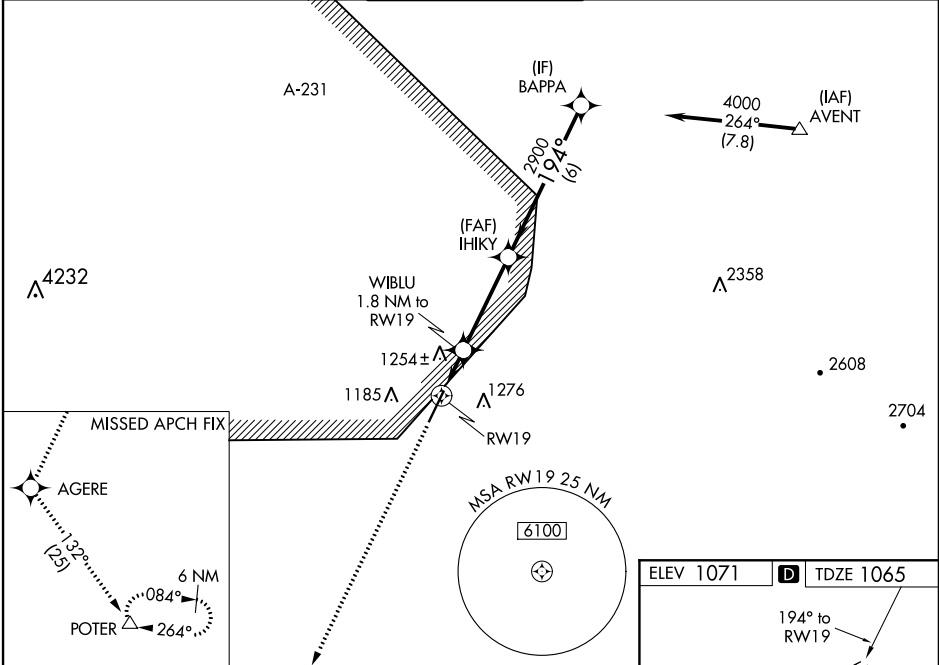 A-231
(IF)
BAPPA
4000
264°
(7.8)
(IAF)
AVENT
2900
194°
(6)
(FAF)
IHIKY
4232
WIBLU
1.8 NM to
RW19
2358
1254±
1185
1276
2608
2704
RW19
MISSED APCH FIX
AGERE
132°
(25)
6 NM
084°
264°
POTER
MSA RW19 25 NM
6100
ELEV 1071 D TDZE 1065
194° to
RW19